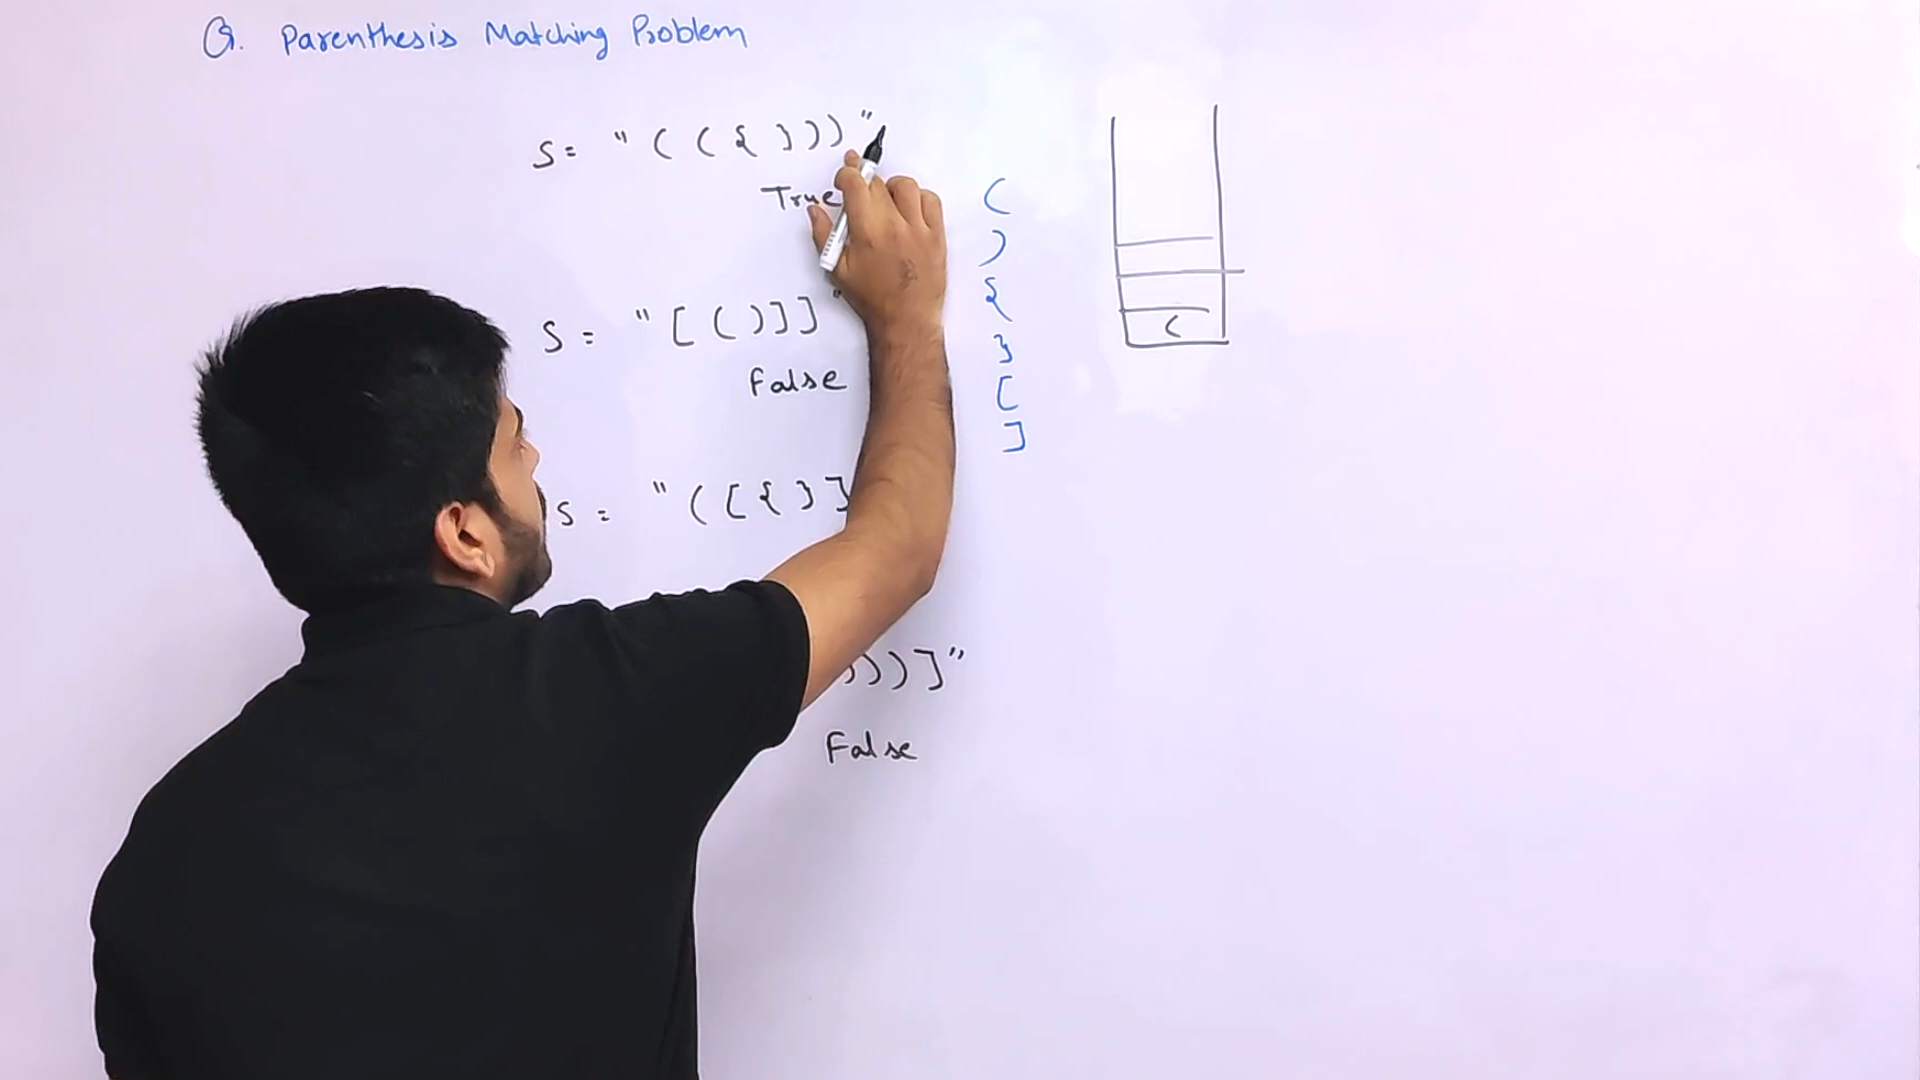 Q. Parenthesis Matching Problem
S = " ( ( { } ) ) "
True
S = " [ ( ) ] ] "
False
S = " ( [ { } ]
) ) ) ] "
False
(
)
{
}
[
]
(